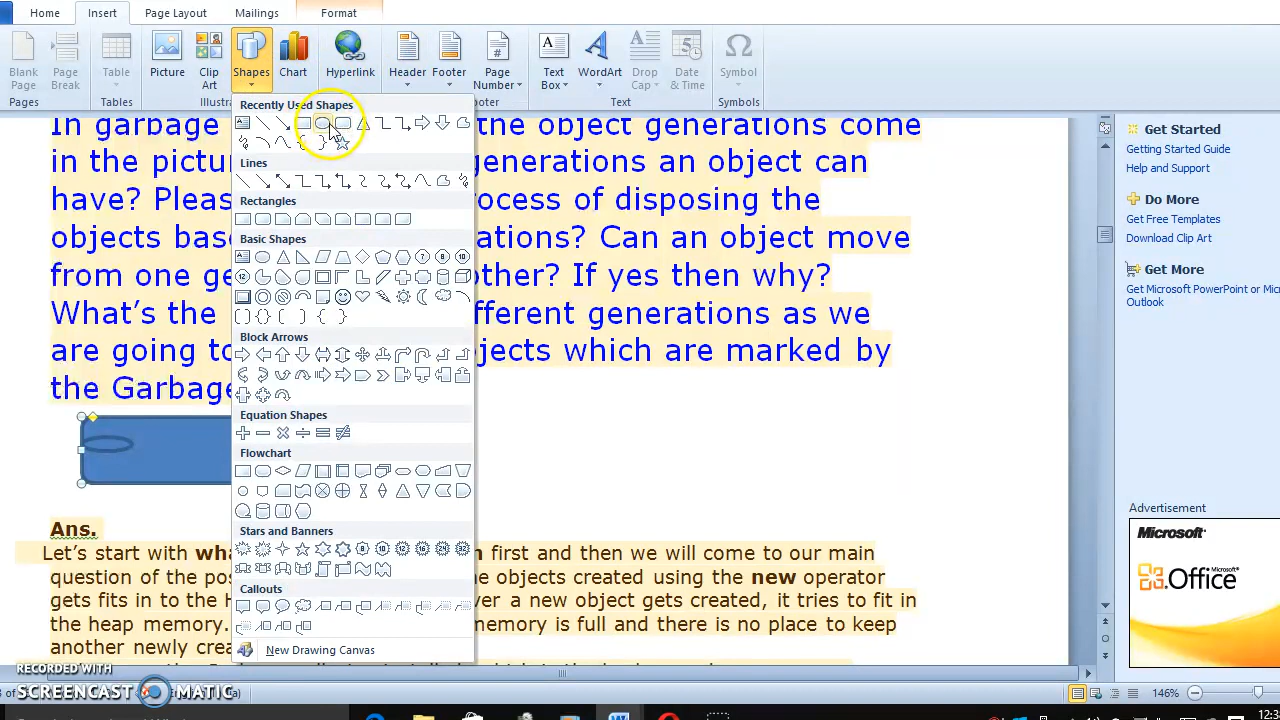 Home Insert Page Layout Mailings Format
Blank Page Page Break Table Picture Clip Art Shapes Chart Hyperlink Header Footer Page Number Text Box WordArt Drop Cap Date & Time Symbol
Pages Tables Illustr ooter Text Symbols
Recently Used Shapes
Lines
Rectangles
Basic Shapes
Block Arrows
Equation Shapes
Flowchart
Stars and Banners
Callouts
New Drawing Canvas
In garbage the object generations come
in the pictur generations an object can
have? Pleas ocess of disposing the
objects bas ations? Can an object move
from one ge other? If yes then why?
What's the fferent generations as we
are going to jects which are marked by
the Garbage
Ans.
Let's start with wha n first and then we will come to our main
question of the pos e objects created using the new operator
gets fits in to the H ver a new object gets created, it tries to fit in
the heap memory. memory is full and there is no place to keep
another newly crea
Get Started
Getting Started Guide
Help and Support
Do More
Get Free Templates
Download Clip Art
Get More
Get Microsoft PowerPoint or Micr
Outlook
Advertisement
Microsoft
Office
RECORDED WITH
SCREENCAST MATIC
146%
12:3